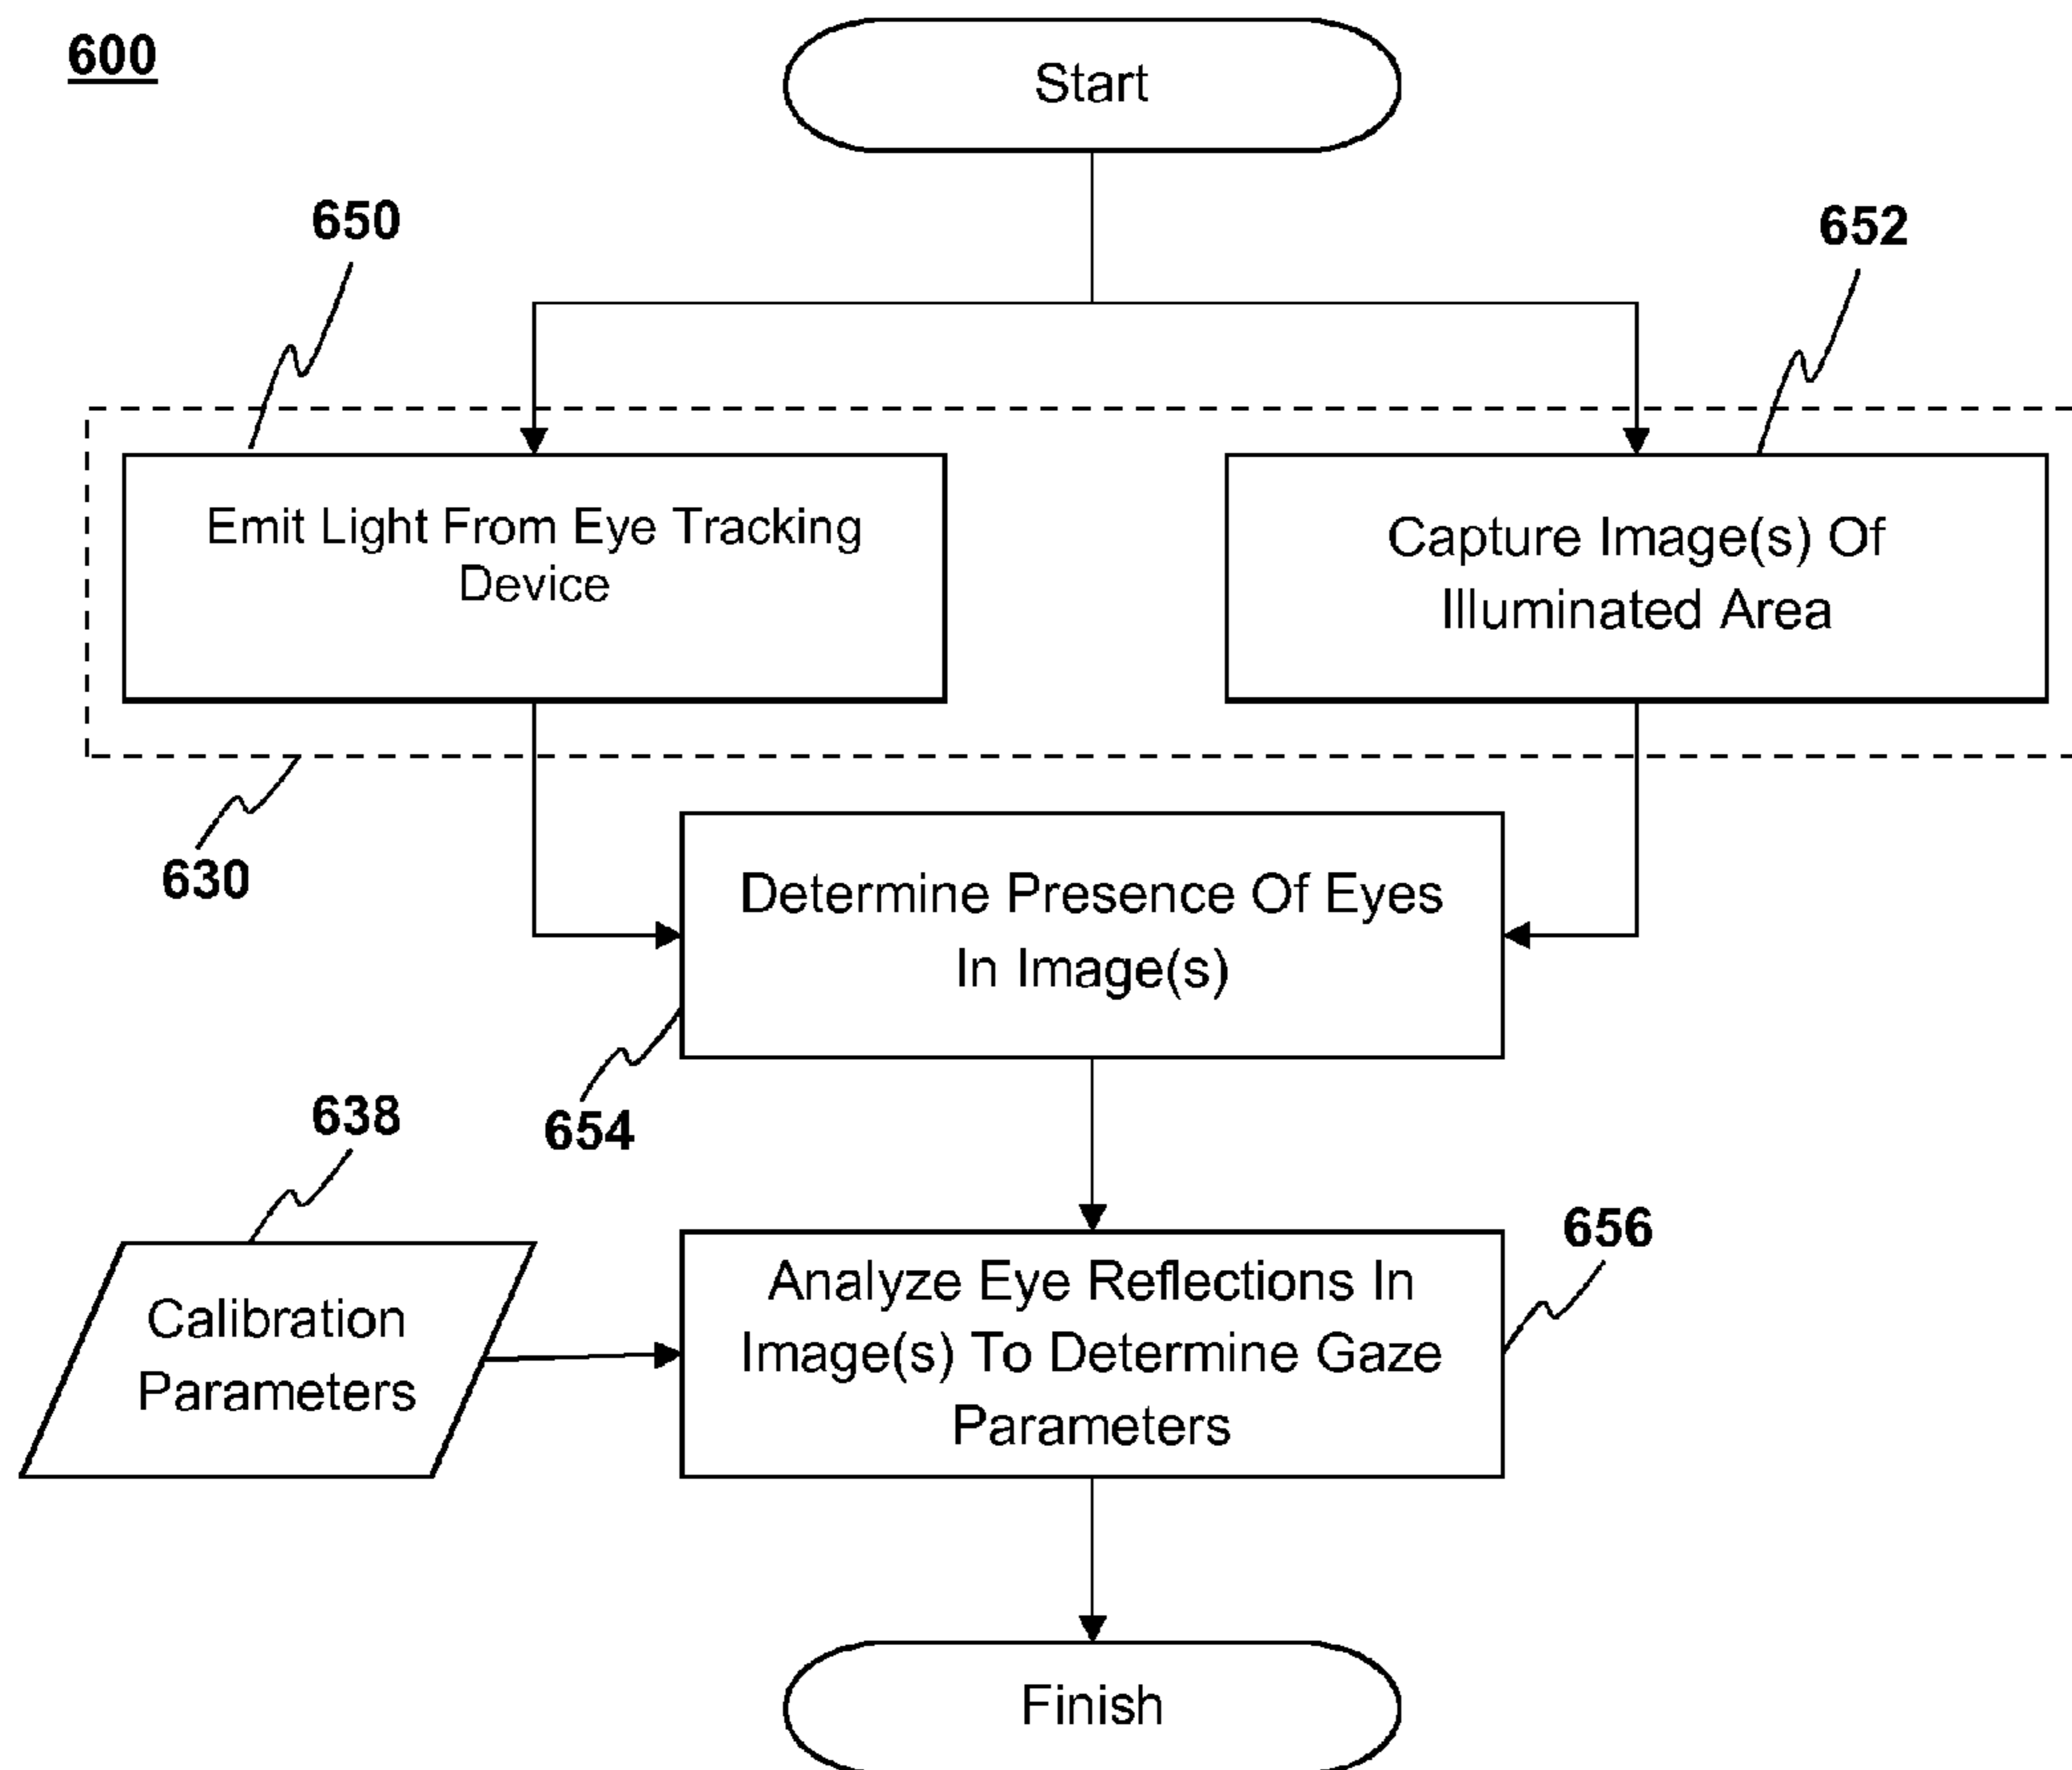 600
Start
650
652
Emit Light From Eye Tracking
Device
Capture Image(s) Of
Illuminated Area
630
Determine Presence Of Eyes
In Image(s)
654
638
656
Calibration
Parameters
Analyze Eye Reflections In
Image(s) To Determine Gaze
Parameters
Finish